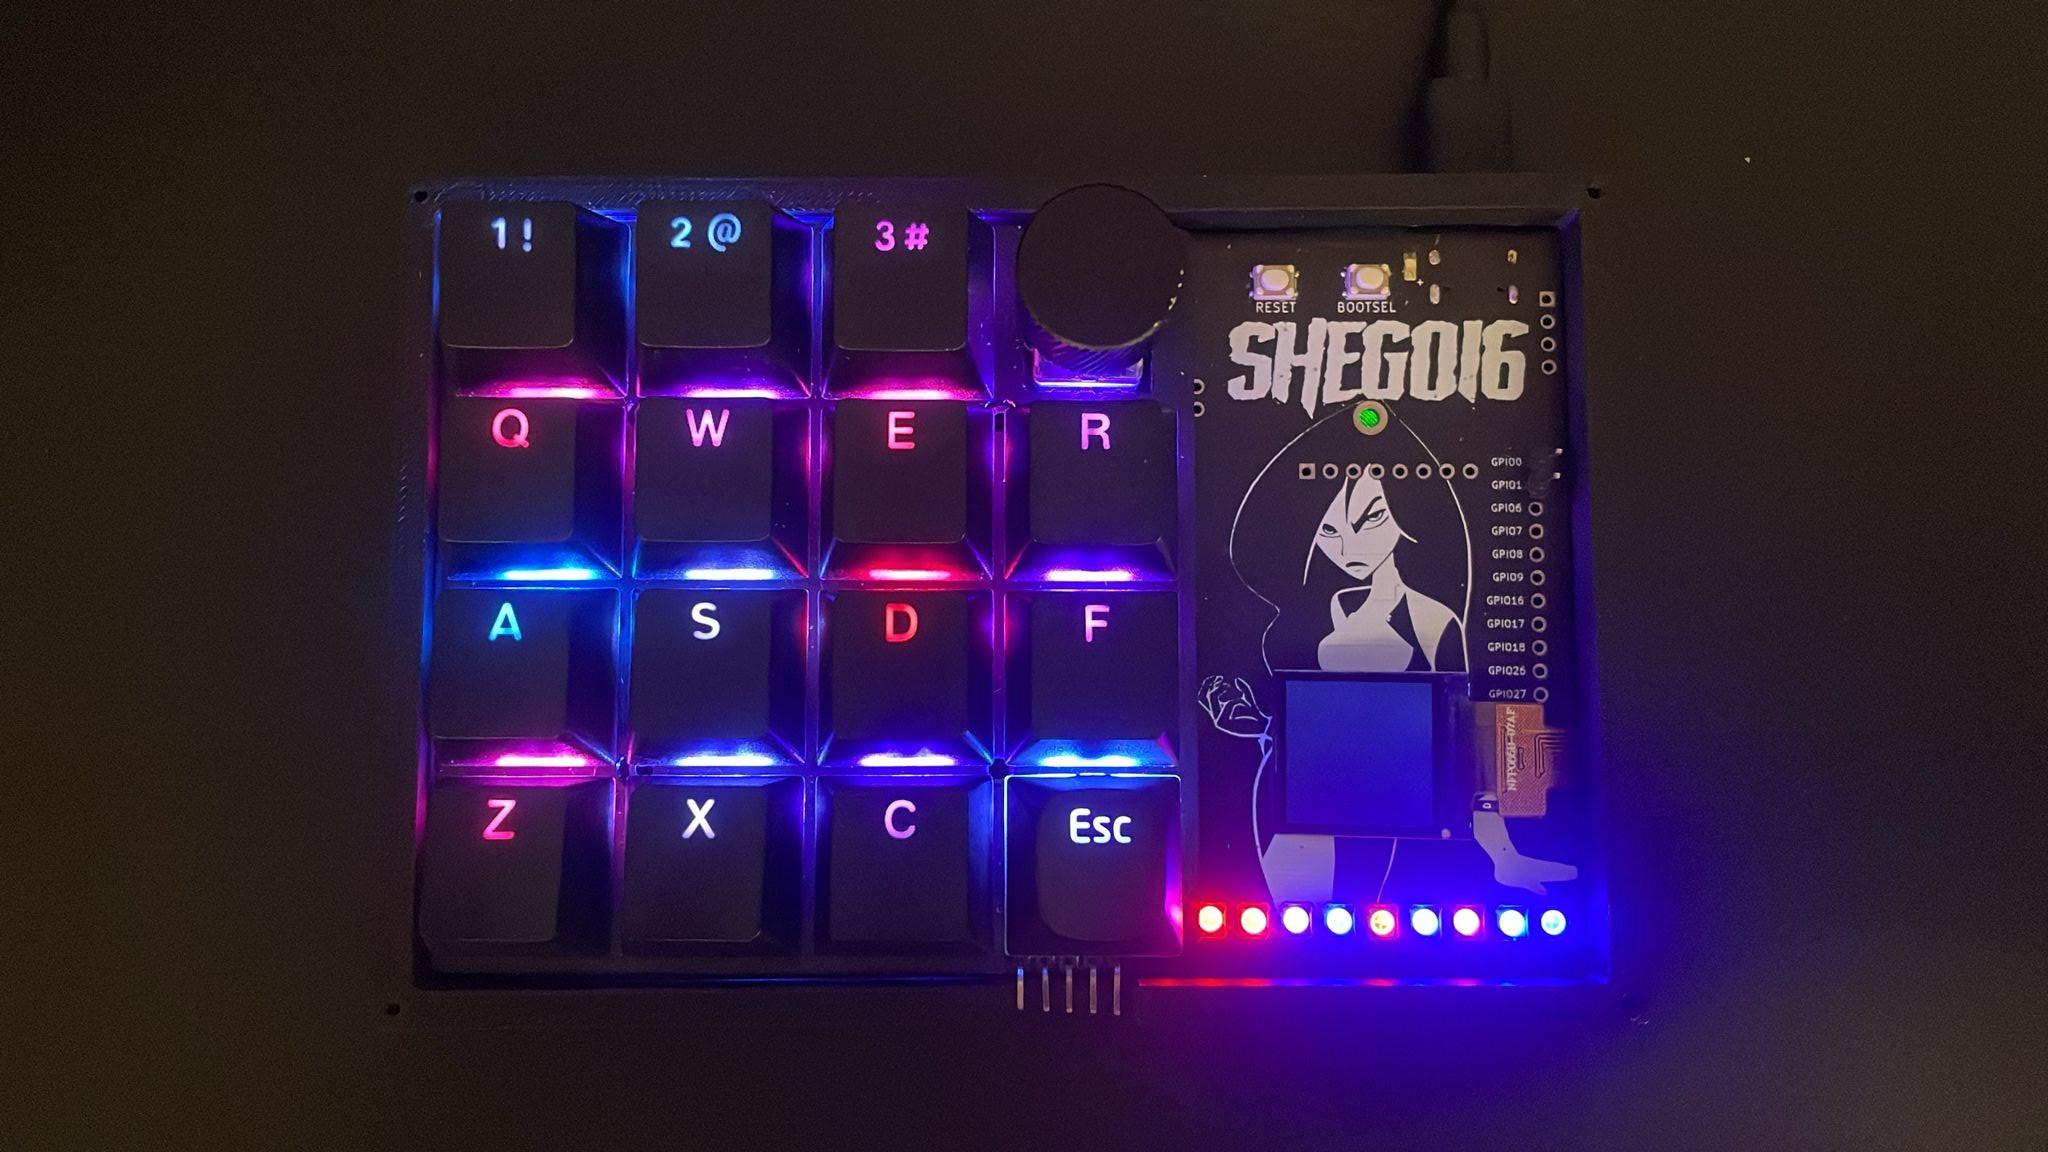 1 ! 2 @ 3 #
RESET BOOTSEL
SHEGO16
Q W E R
GPIO0
GPIO1
GPIO6
GPIO7
GPIO8
GPIO9
GPIO16
GPIO17
GPIO18
GPIO26
GPIO27
A S D F
Z X C Esc